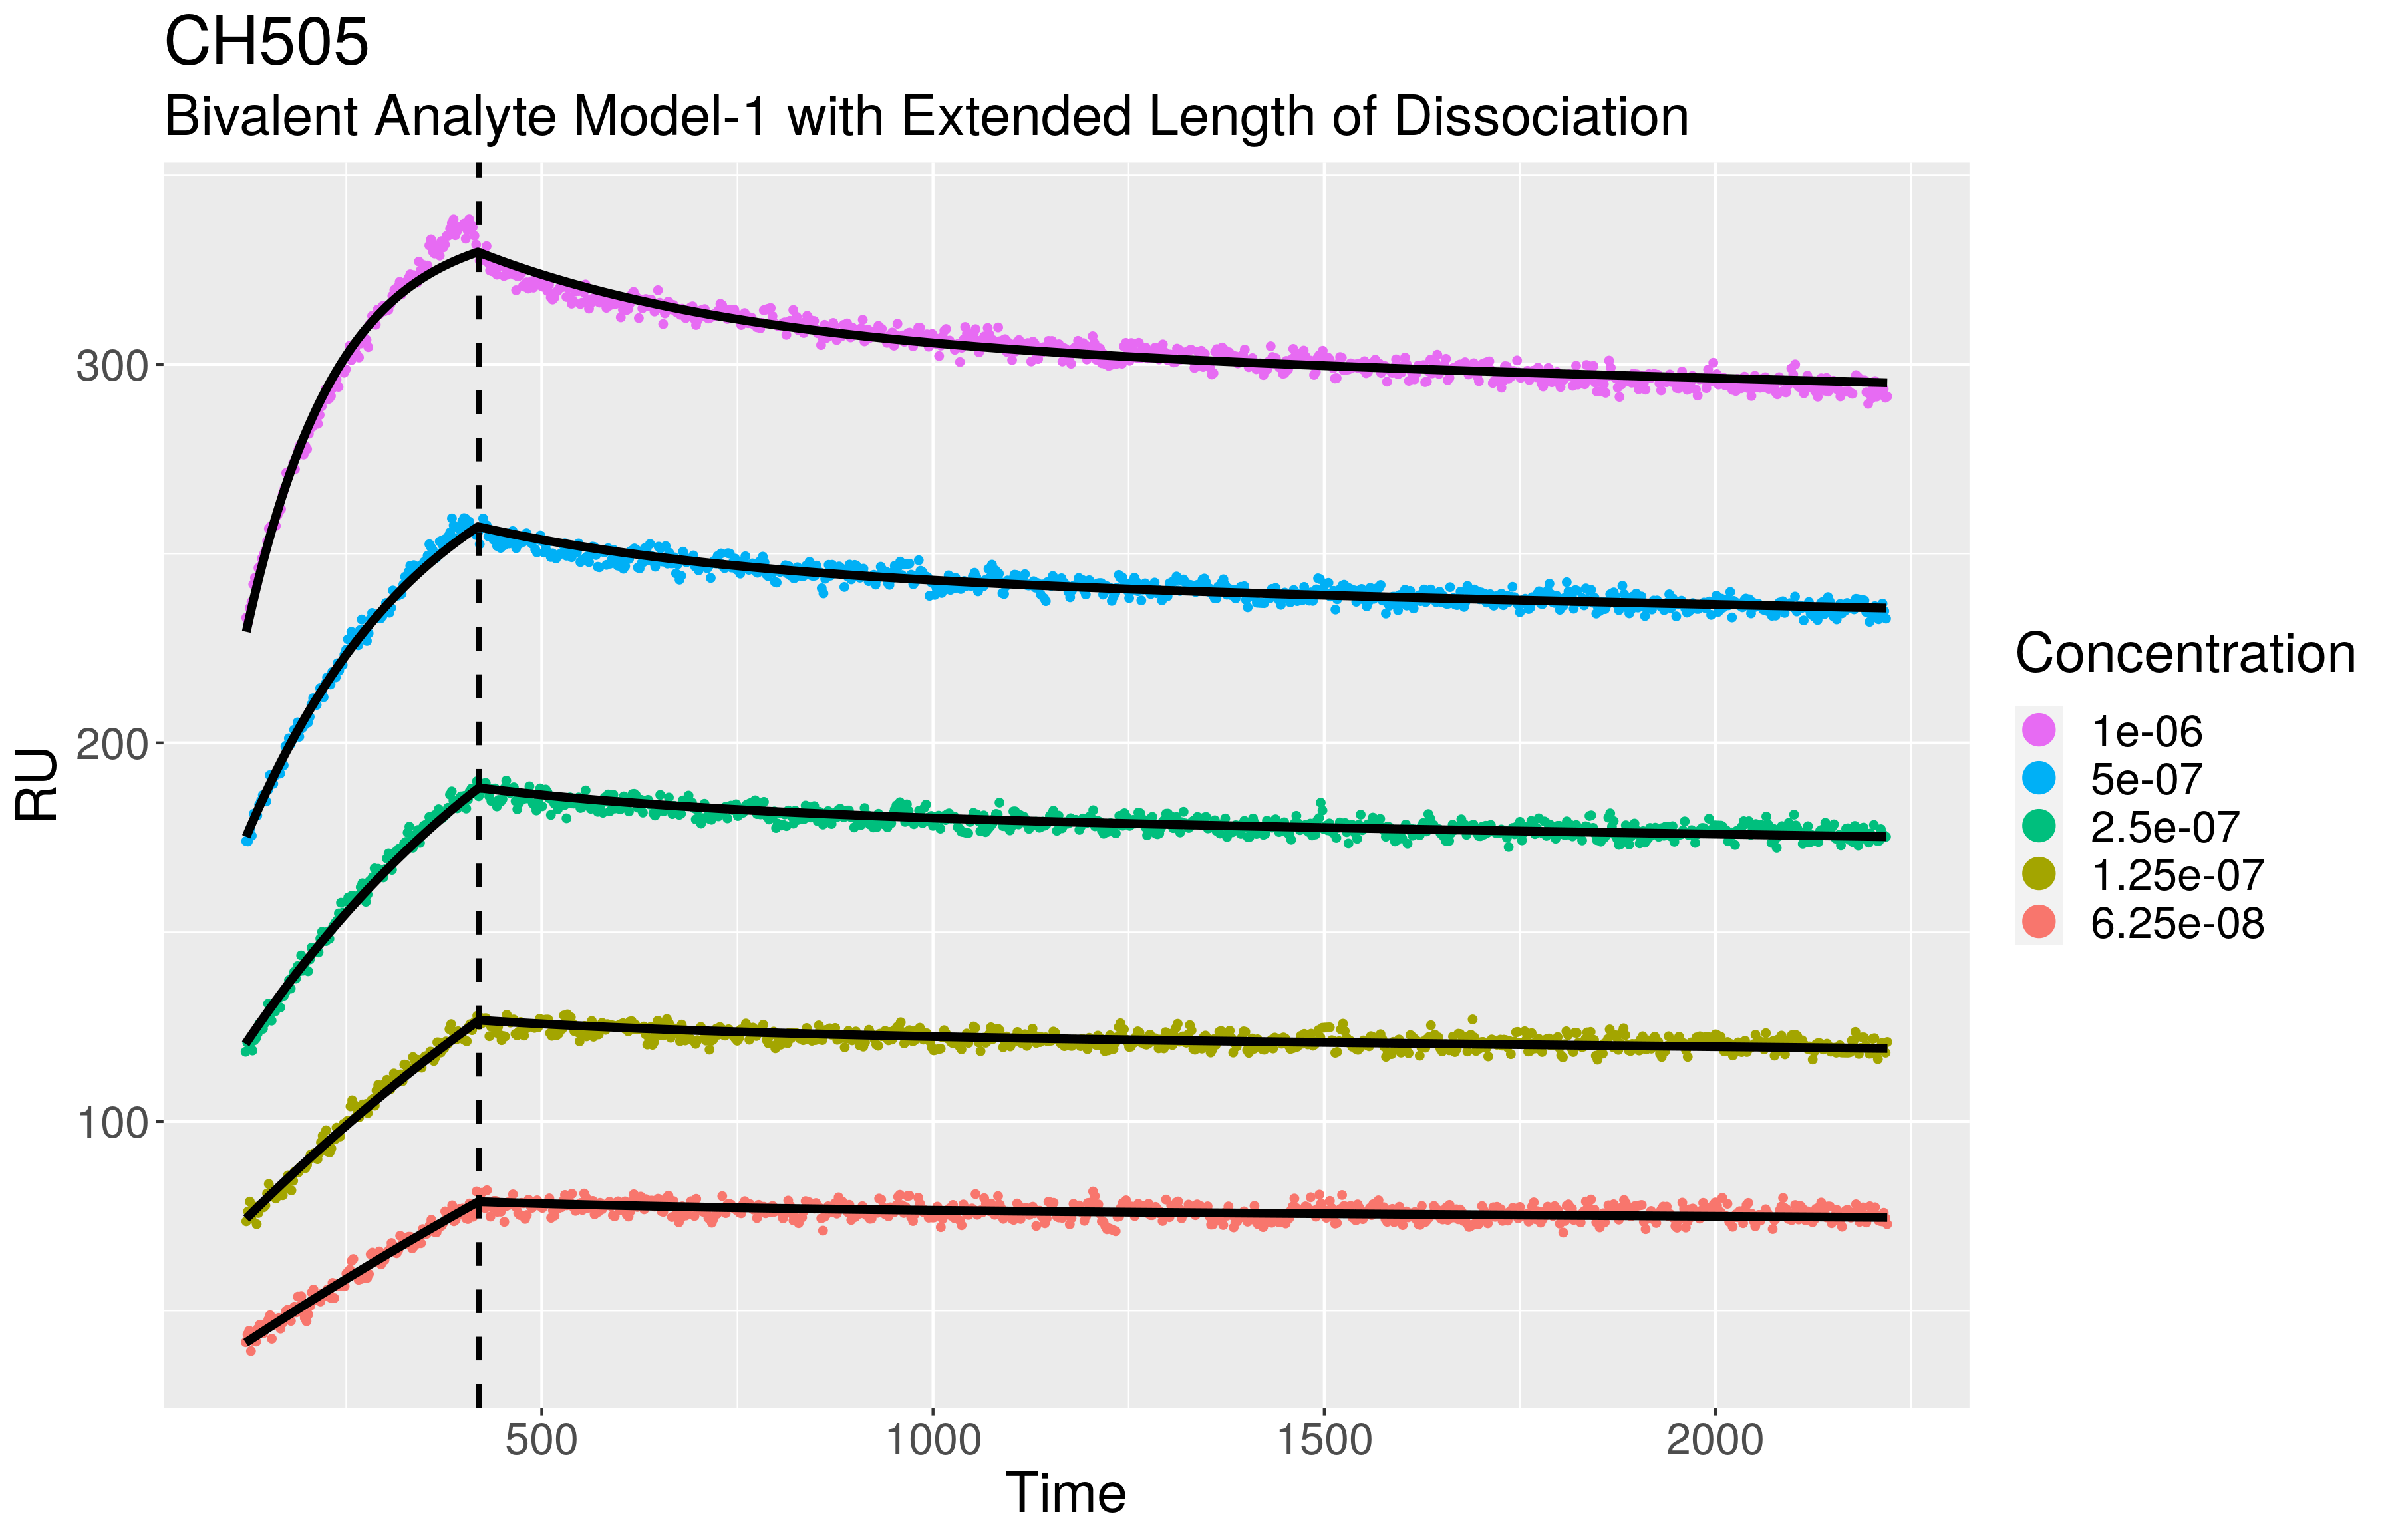 CH505
Bivalent Analyte Model-1 with Extended Length of Dissociation
RU
300
200
100
500 1000 1500 2000
Time
Concentration
1e-06
5e-07
2.5e-07
1.25e-07
6.25e-08